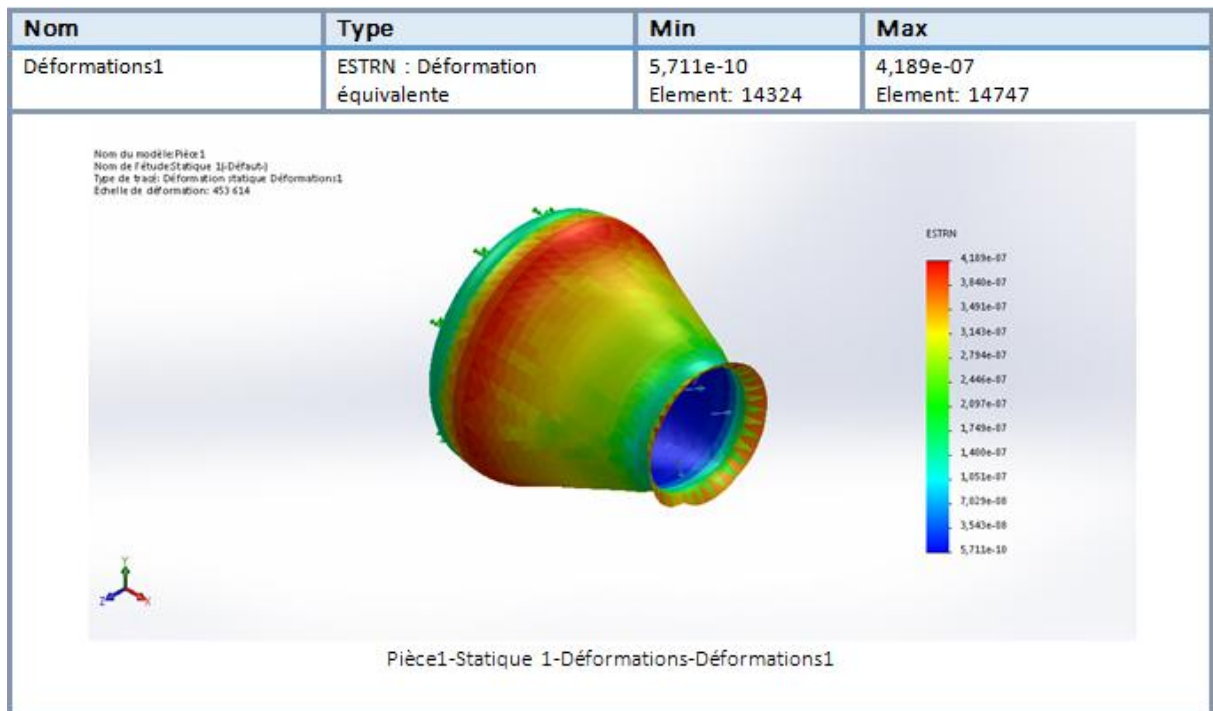 Nom Type Min Max
Déformations1 ESTRN : Déformation 5,711e-10 4,189e-07
équivalente Element: 14324 Element: 14747
Nom du modèle:Pièce1
Nom de l'étude:Statique 1(-Défaut-)
Type de tracé: Déformation statique Déformations1
Echelle de déformation: 453 614
ESTRN
4,189e-07
3,840e-07
3,491e-07
3,143e-07
2,794e-07
2,446e-07
2,097e-07
1,749e-07
1,400e-07
1,051e-07
7,029e-08
3,543e-08
5,711e-10
Y
Z X
Pièce1-Statique 1-Déformations-Déformations1